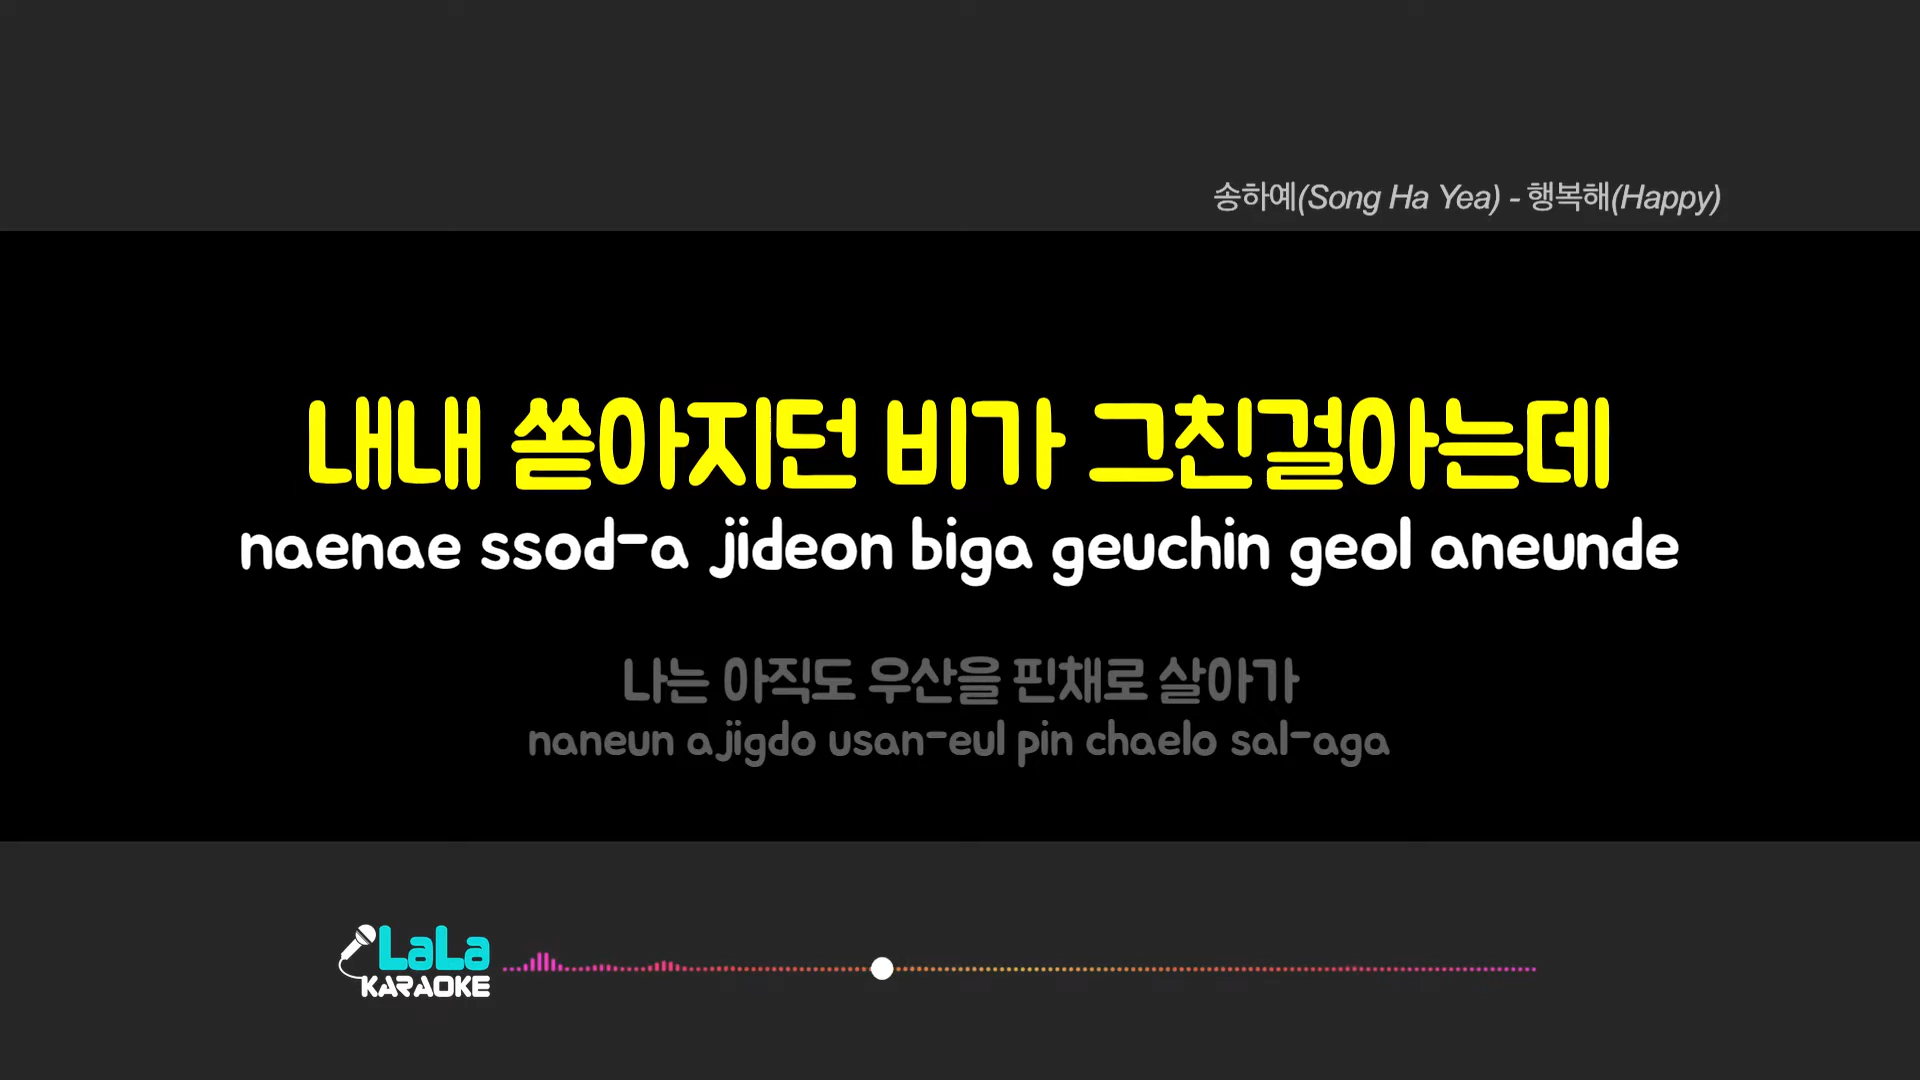 송하예(Song Ha Yea) - 행복해(Happy)
내내 쏟아지던 비가 그친걸아는데
naenae ssod-a jideon biga geuchin geol aneunde
나는 아직도 우산을 핀채로 살아가
naneun ajigdo usan-eul pin chaelo sal-aga
LaLa
KARAOKE